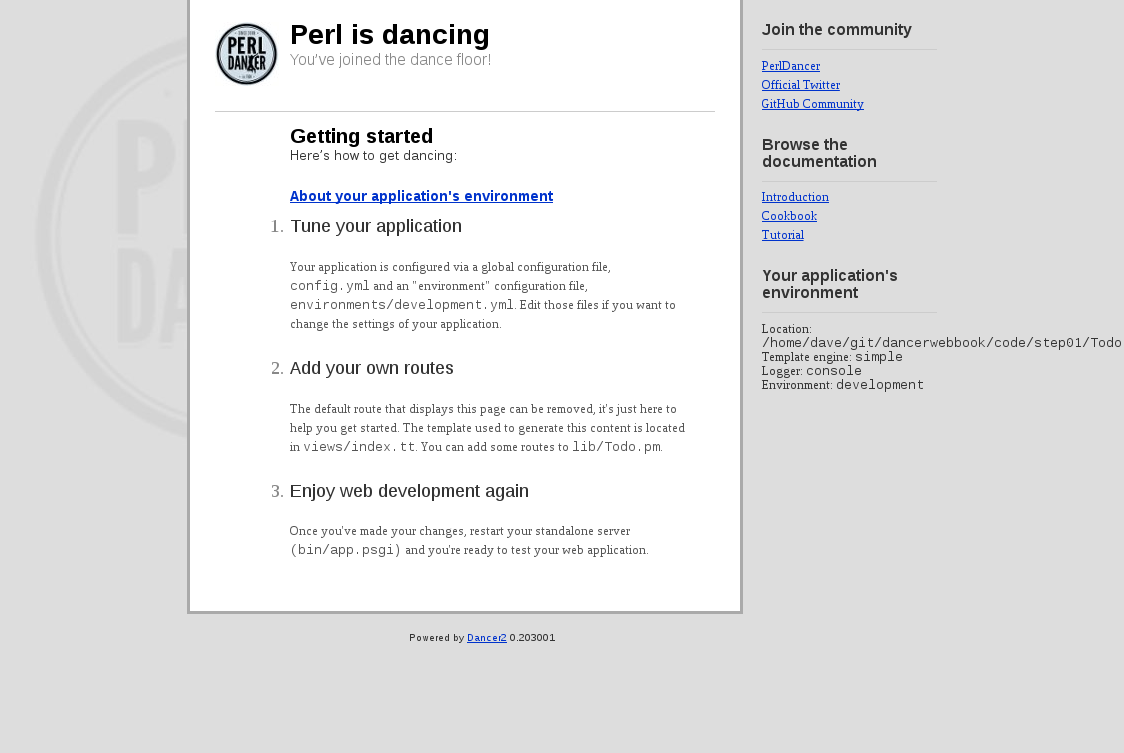 PERL
DANCER
Perl is dancing
You've joined the dance floor!
Getting started
Here's how to get dancing:
About your application's environment
1. Tune your application
Your application is configured via a global configuration file,
config.yml and an "environment" configuration file,
environments/development.yml. Edit those files if you want to
change the settings of your application.
2. Add your own routes
The default route that displays this page can be removed, it's just here to
help you get started. The template used to generate this content is located
in views/index.tt. You can add some routes to lib/Todo.pm.
3. Enjoy web development again
Once you've made your changes, restart your standalone server
(bin/app.psgi) and you're ready to test your web application.
Powered by Dancer2 0.203001
Join the community
PerlDancer
Official Twitter
GitHub Community
Browse the
documentation
Introduction
Cookbook
Tutorial
Your application's
environment
Location:
/home/dave/git/dancerwebbook/code/step01/Todo
Template engine: simple
Logger: console
Environment: development